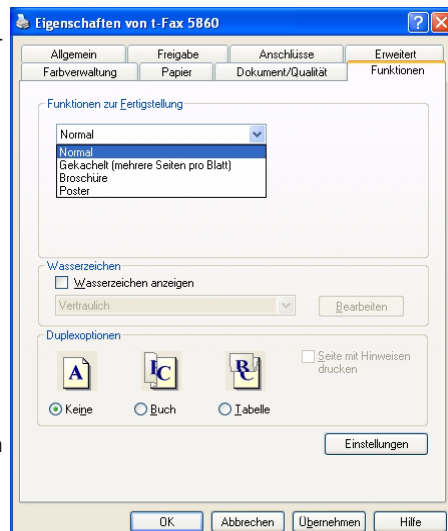 Eigenschaften von t-Fax 5860
Allgemein Freigabe Anschlüsse Erweitert
Farbverwaltung Papier Dokument/Qualität Funktionen
Funktionen zur Fertigstellung
Normal
Normal
Gekachelt (mehrere Seiten pro Blatt)
Broschüre
Poster
Wasserzeichen
Wasserzeichen anzeigen
Vertraulich Bearbeiten
Duplexoptionen
A C C
Seite mit Hinweisen
drucken
Keine Buch Tabelle
Einstellungen
OK Abbrechen Übernehmen Hilfe